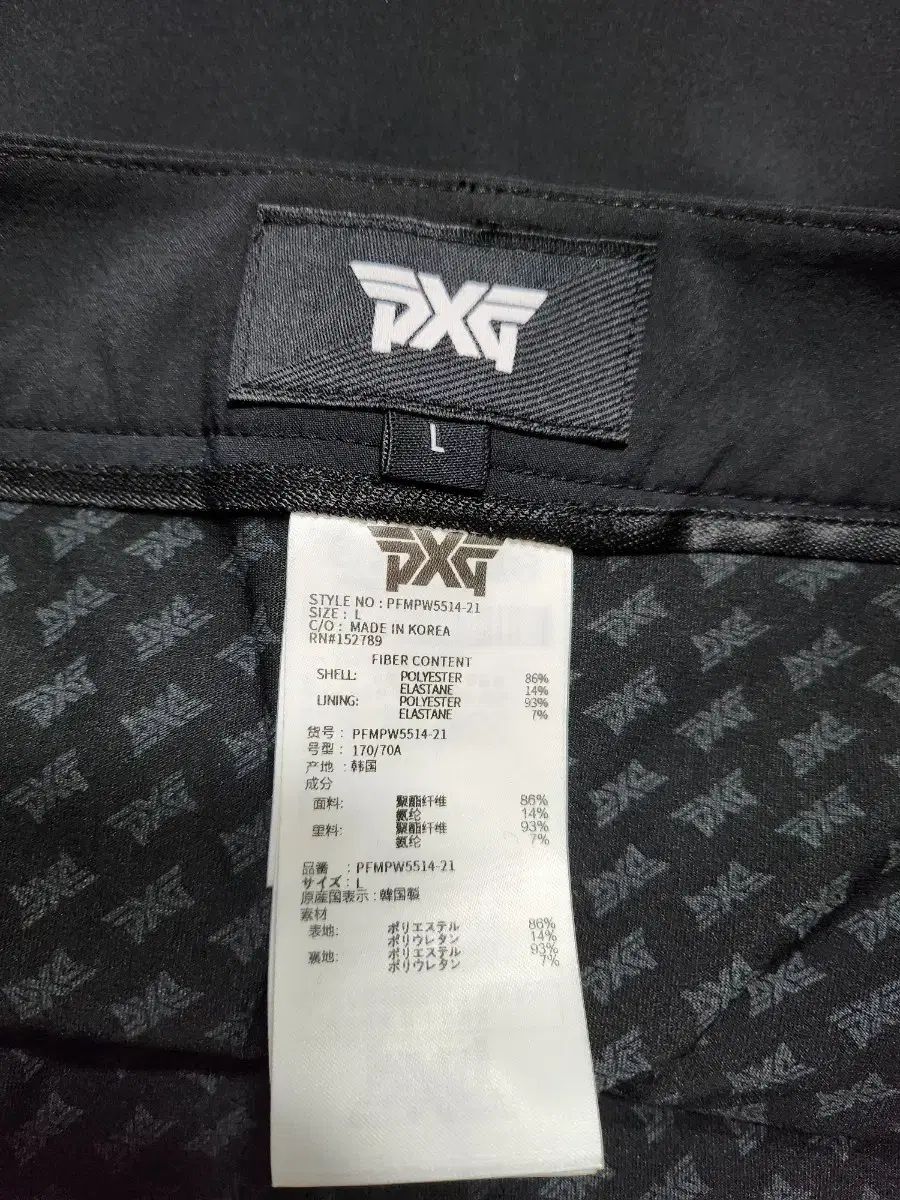 PXG
L
PXG
STYLE NO : PFMPW5514-21
SIZE : L
C/O : MADE IN KOREA
RN#152789
FIBER CONTENT
SHELL: POLYESTER 86%
ELASTANE 14%
LINING: POLYESTER 93%
ELASTANE 7%
货号 : PFMPW5514-21
号型 : 170/70A
产地 : 韩国
成分
面料: 聚酯纤维 86%
氨纶 14%
里料: 聚酯纤维 93%
氨纶 7%
品番 : PFMPW5514-21
サイズ : L
原産国表示 : 韓国製
素材
表地: ポリエステル 86%
ポリウレタン 14%
裏地: ポリエステル 93%
ポリウレタン 7%